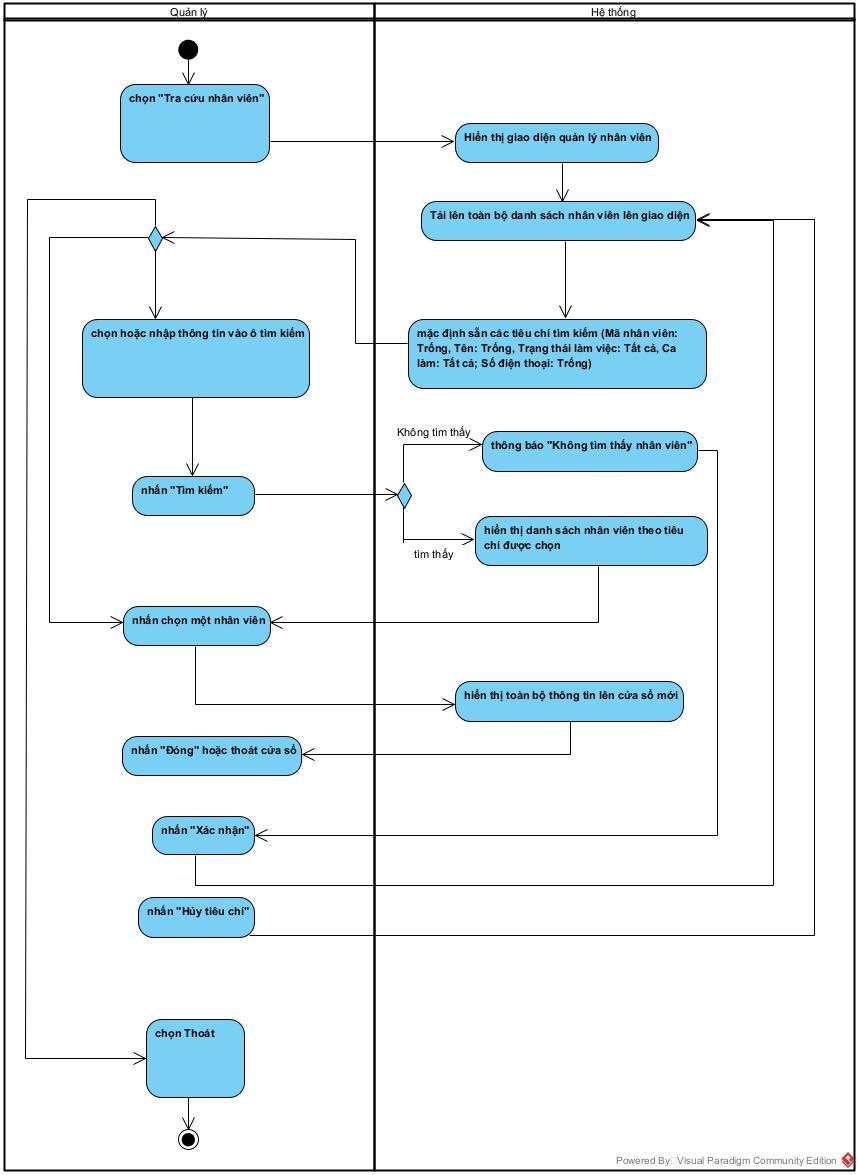 Quản lý
Hệ thống
chọn "Tra cứu nhân viên"
Hiển thị giao diện quản lý nhân viên
Tải lên toàn bộ danh sách nhân viên lên giao diện
chọn hoặc nhập thông tin vào ô tìm kiếm
mặc định sẵn các tiêu chí tìm kiếm (Mã nhân viên:
Trống, Tên: Trống, Trạng thái làm việc: Tất cả, Ca
làm: Tất cả; Số điện thoại: Trống)
Không tìm thấy
thông báo "Không tìm thấy nhân viên"
nhấn "Tìm kiếm"
hiển thị danh sách nhân viên theo tiêu
chí được chọn
tìm thấy
nhấn chọn một nhân viên
hiển thị toàn bộ thông tin lên cửa sổ mới
nhấn "Đóng" hoặc thoát cửa sổ
nhấn "Xác nhận"
nhấn "Hủy tiêu chí"
chọn Thoát
Powered By Visual Paradigm Community Edition